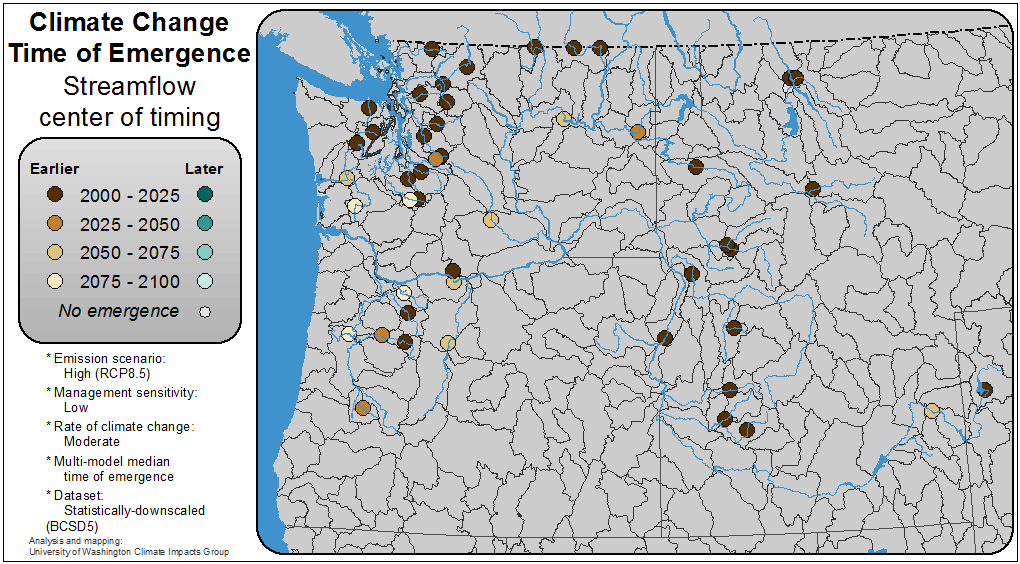 Climate Change
Time of Emergence
Streamflow
center of timing
Earlier Later
2000 - 2025
2025 - 2050
2050 - 2075
2075 - 2100
No emergence
* Emission scenario:
High (RCP8.5)
* Management sensitivity:
Low
* Rate of climate change:
Moderate
* Multi-model median
time of emergence
* Dataset:
Statistically-downscaled
(BCSD5)
Analysis and mapping:
University of Washington Climate Impacts Group